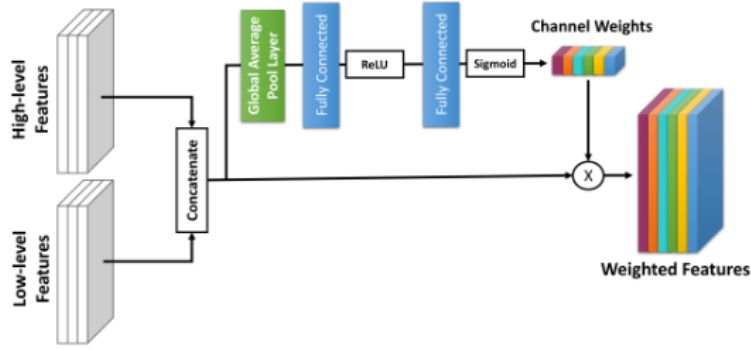 High-level
Features
Low-level
Features
Concatenate
Global Average
Pool Layer
Fully Connected
ReLU
Fully Connected
Sigmoid
Channel Weights
X
Weighted Features